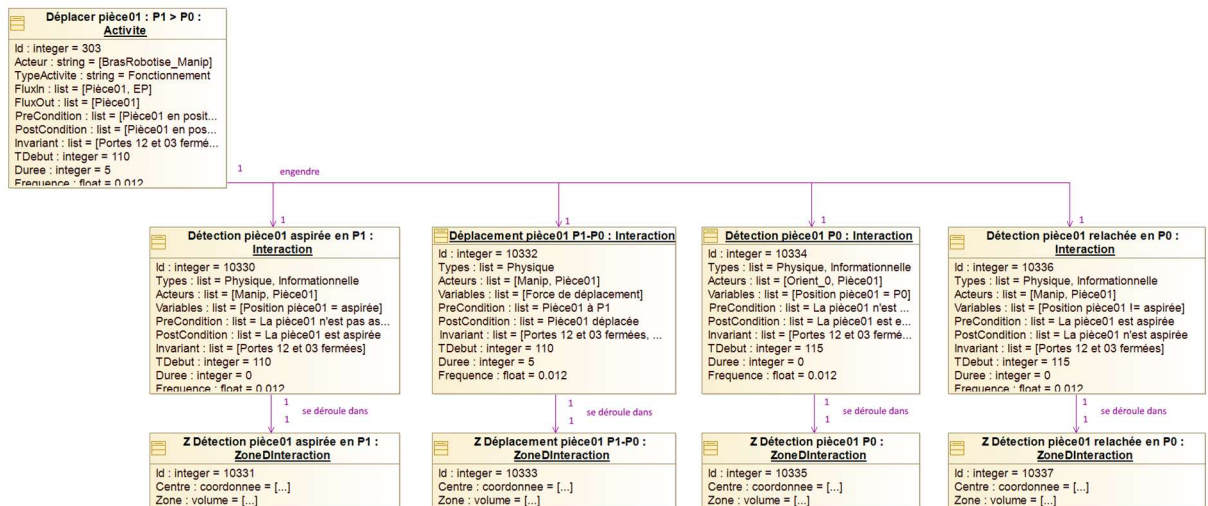 Déplacer pièce01 : P1 > P0 :
Activite
Id : integer = 303
Acteur : string = [BrasRobotise_Manip]
TypeActivite : string = Fonctionnement
FluxIn : list = [Pièce01, EP]
FluxOut : list = [Pièce01]
PreCondition : list = [Pièce01 en posit...
PostCondition : list = [Pièce01 en pos...
Invariant : list = [Portes 12 et 03 fermé...
TDebut : integer = 110
Duree : integer = 5
Frequence : float = 0.012
1
engendre
1
1
1
1
Détection pièce01 aspirée en P1 :
Interaction
Id : integer = 10330
Types : list = Physique, Informationnelle
Acteurs : list = [Manip, Pièce01]
Variables : list = [Position pièce01 = aspirée]
PreCondition : list = La pièce01 n'est pas as...
PostCondition : list = La pièce01 est aspirée
Invariant : list = [Portes 12 et 03 fermées]
TDebut : integer = 110
Duree : integer = 0
Frequence : float = 0.012
Déplacement pièce01 P1-P0 : Interaction
Id : integer = 10332
Types : list = Physique
Acteurs : list = [Manip, Pièce01]
Variables : list = [Force de déplacement]
PreCondition : list = Pièce01 à P1
PostCondition : list = Pièce01 déplacée
Invariant : list = [Portes 12 et 03 fermées, ...
TDebut : integer = 110
Duree : integer = 5
Frequence : float = 0.012
Détection pièce01 P0 : Interaction
Id : integer = 10334
Types : list = Physique, Informationnelle
Acteurs : list = [Orient_0, Pièce01]
Variables : list = [Position pièce01 = P0]
PreCondition : list = La pièce01 n'est ...
PostCondition : list = La pièce01 est e...
Invariant : list = [Portes 12 et 03 fermé...
TDebut : integer = 115
Duree : integer = 0
Frequence : float = 0.012
Détection pièce01 relachée en P0 :
Interaction
Id : integer = 10336
Types : list = Physique, Informationnelle
Acteurs : list = [Manip, Pièce01]
Variables : list = [Position pièce01 != aspirée]
PreCondition : list = La pièce01 est aspirée
PostCondition : list = La pièce01 n'est aspirée
Invariant : list = [Portes 12 et 03 fermées]
TDebut : integer = 115
Duree : integer = 0
Frequence : float = 0.012
1
se déroule dans
1
1
se déroule dans
1
1
se déroule dans
1
1
se déroule dans
1
Z Détection pièce01 aspirée en P1 :
ZoneDInteraction
Id : integer = 10331
Centre : coordonnee = [...]
Zone : volume = [...]
Z Déplacement pièce01 P1-P0 :
ZoneDInteraction
Id : integer = 10333
Centre : coordonnee = [...]
Zone : volume = [...]
Z Détection pièce01 P0 :
ZoneDInteraction
Id : integer = 10335
Centre : coordonnee = [...]
Zone : volume = [...]
Z Détection pièce01 relachée en P0 :
ZoneDInteraction
Id : integer = 10337
Centre : coordonnee = [...]
Zone : volume = [...]